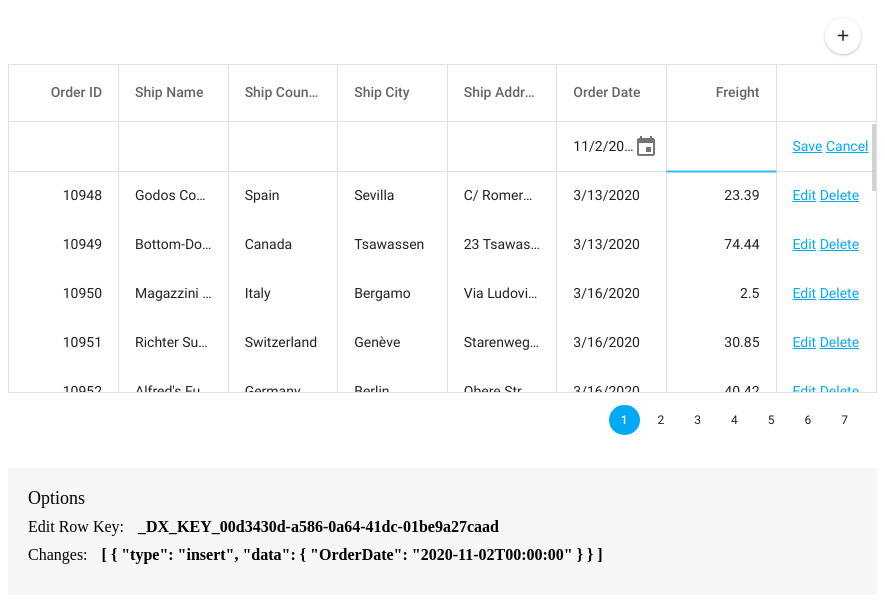 +
Order ID Ship Name Ship Coun... Ship City Ship Addr... Order Date Freight
11/2/20... Save Cancel
10948 Godos Co... Spain Sevilla C/ Romer... 3/13/2020 23.39 Edit Delete
10949 Bottom-Do... Canada Tsawassen 23 Tsawas... 3/13/2020 74.44 Edit Delete
10950 Magazzini ... Italy Bergamo Via Ludovi... 3/16/2020 2.5 Edit Delete
10951 Richter Su... Switzerland Genève Starenweg... 3/16/2020 30.85 Edit Delete
10952 Alfred's Fu... Germany Berlin Obere Str... 3/16/2020 40.42 Edit Delete
1 2 3 4 5 6 7
Options
Edit Row Key: _DX_KEY_00d3430d-a586-0a64-41dc-01be9a27caad
Changes: [ { "type": "insert", "data": { "OrderDate": "2020-11-02T00:00:00" } } ]